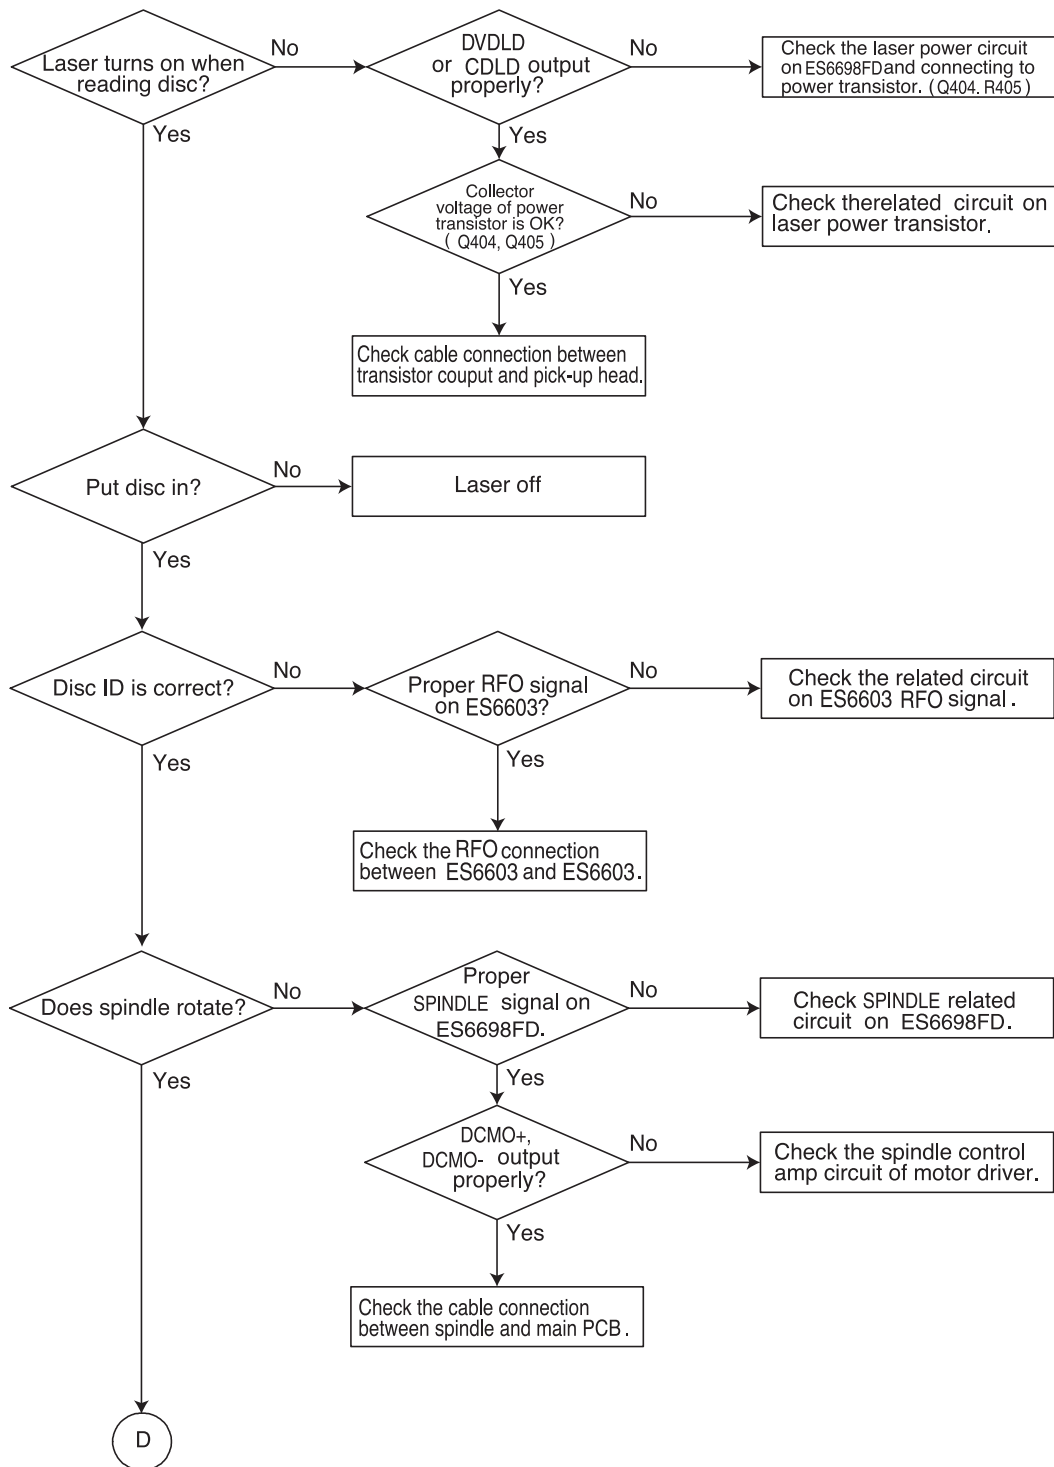 Laser turns on when
reading disc?
No
DVDLD
or CDLD output
properly?
No
Check the laser power circuit
on ES6698FD and connecting to
power transistor. (Q404. R405)
Yes
Yes
Collector
voltage of power
transistor is OK?
( Q404, Q405 )
No
Check therelated circuit on
laser power transistor.
Yes
Check cable connection between
transistor couput and pick-up head.
Put disc in?
No
Laser off
Yes
Disc ID is correct?
No
Proper RFO signal
on ES6603?
No
Check the related circuit
on ES6603 RFO signal.
Yes
Yes
Check the RFO connection
between ES6603 and ES6603.
Does spindle rotate?
No
Proper
SPINDLE signal on
ES6698FD.
No
Check SPINDLE related
circuit on ES6698FD.
Yes
Yes
DCMO+,
DCMO- output
properly?
No
Check the spindle control
amp circuit of motor driver.
Yes
Check the cable connection
between spindle and main PCB.
D